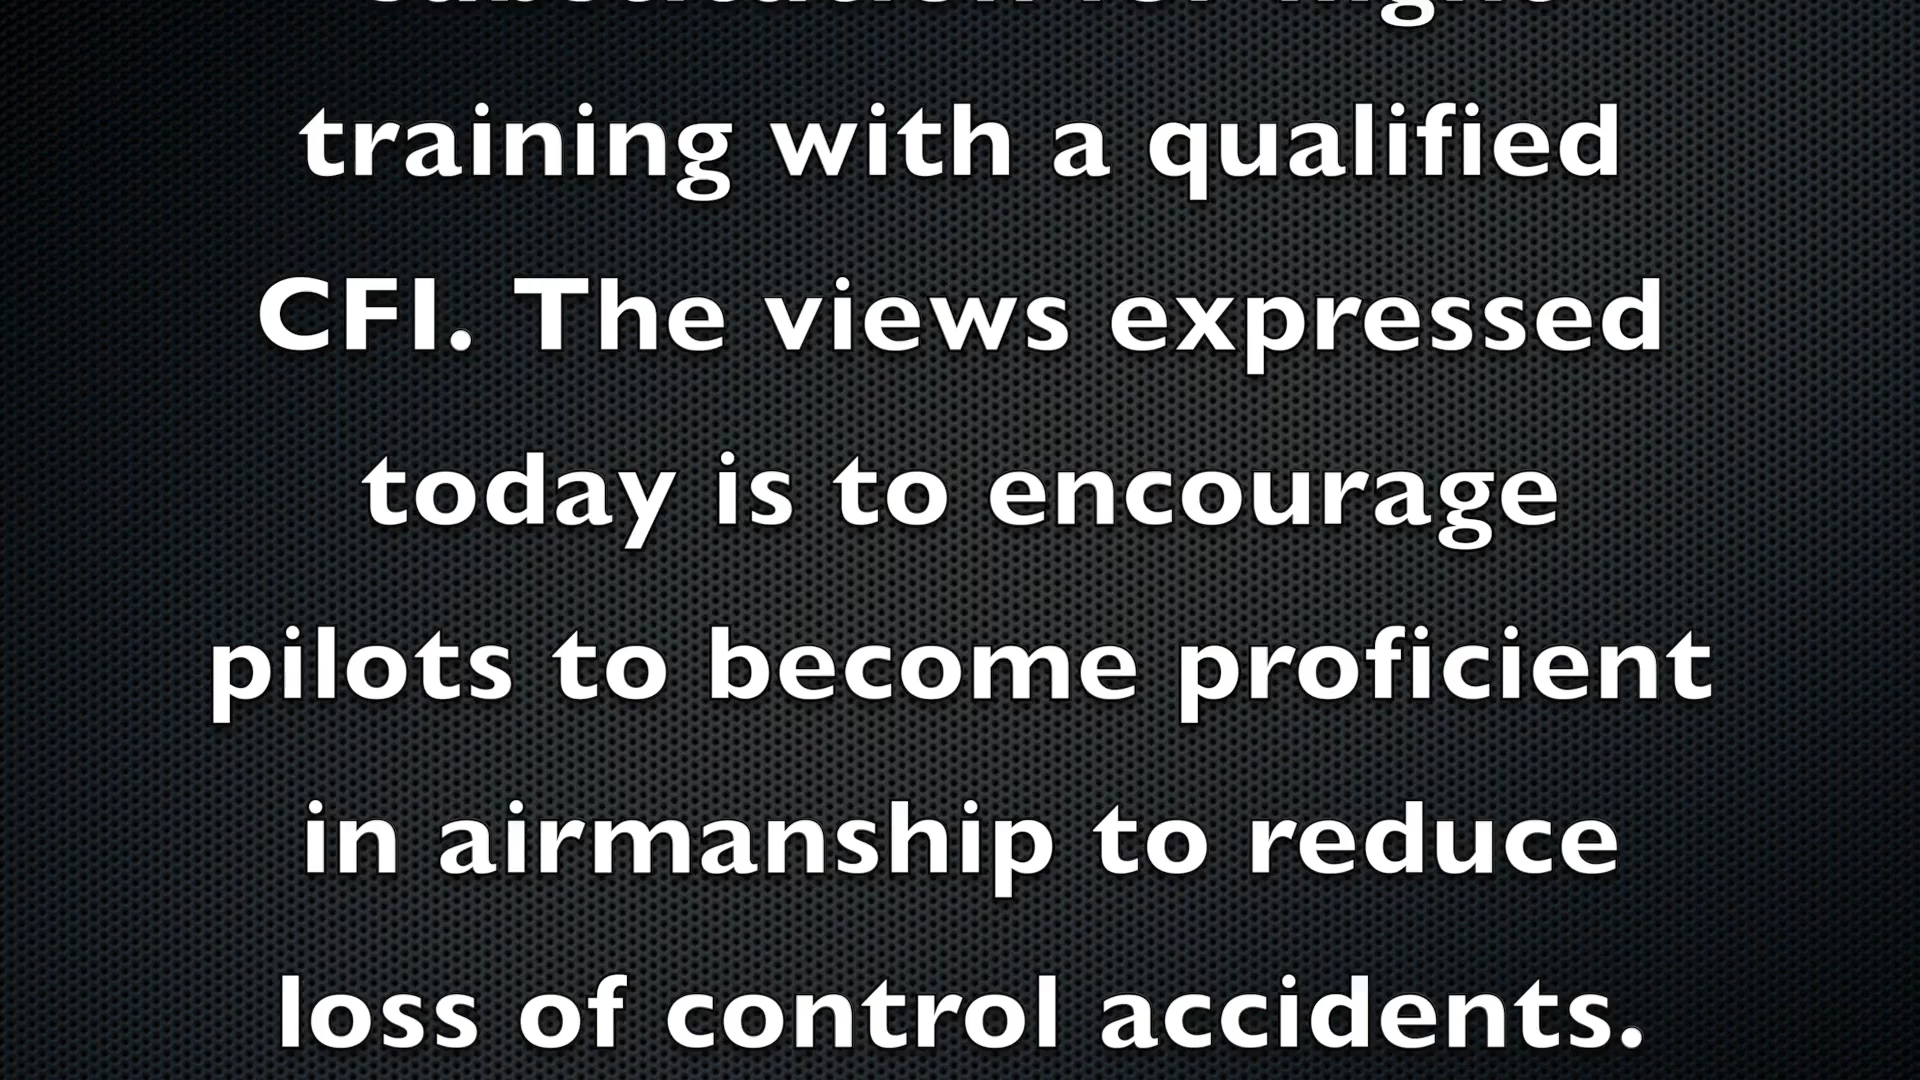 training with a qualified
CFI. The views expressed
today is to encourage
pilots to become proficient
in airmanship to reduce
loss of control accidents.